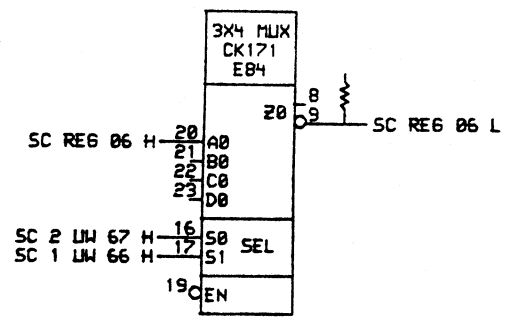 3X4 MUX
CK171
E84
8
Z0 9
SC REG 06 L
SC REG 06 H 20 A0
21 B0
22 C0
23 D0
SC 2 UW 67 H 16 S0
SEL
SC 1 UW 66 H 17 S1
19 EN